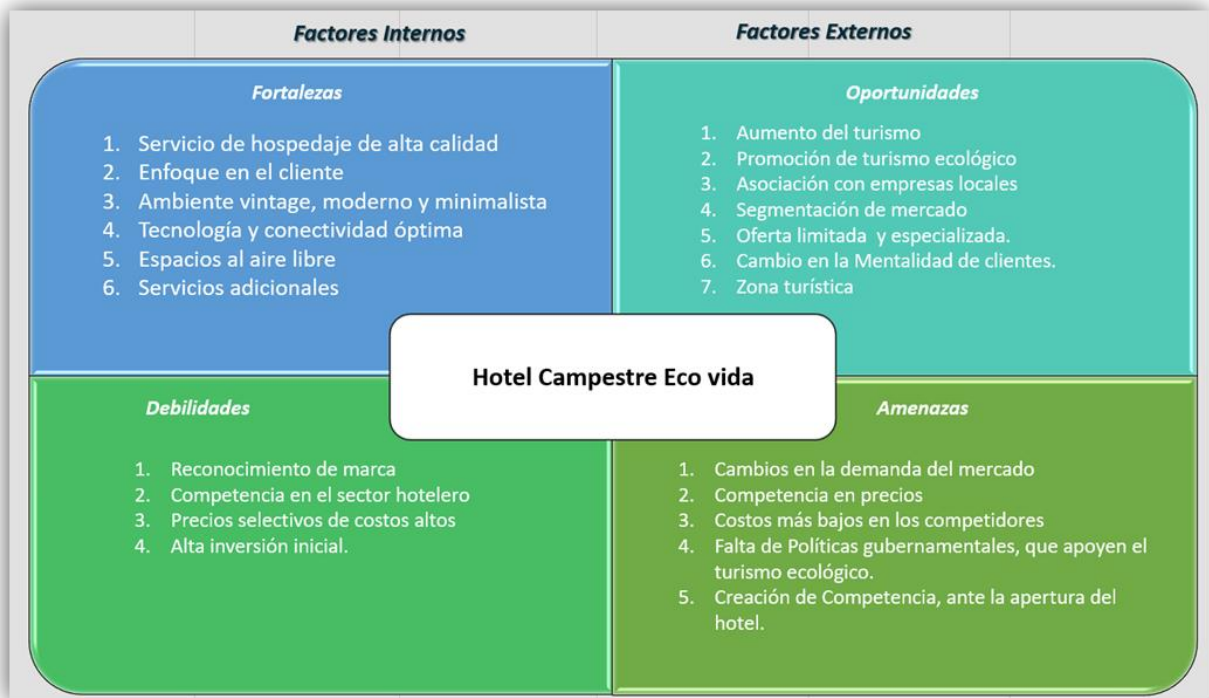 Factores Internos
Factores Externos
Fortalezas
1. Servicio de hospedaje de alta calidad
2. Enfoque en el cliente
3. Ambiente vintage, moderno y minimalista
4. Tecnología y conectividad óptima
5. Espacios al aire libre
6. Servicios adicionales
Oportunidades
1. Aumento del turismo
2. Promoción de turismo ecológico
3. Asociación con empresas locales
4. Segmentación de mercado
5. Oferta limitada y especializada.
6. Cambio en la Mentalidad de clientes.
7. Zona turística
Hotel Campestre Eco vida
Debilidades
1. Reconocimiento de marca
2. Competencia en el sector hotelero
3. Precios selectivos de costos altos
4. Alta inversión inicial.
Amenazas
1. Cambios en la demanda del mercado
2. Competencia en precios
3. Costos más bajos en los competidores
4. Falta de Políticas gubernamentales, que apoyen el
turismo ecológico.
5. Creación de Competencia, ante la apertura del
hotel.